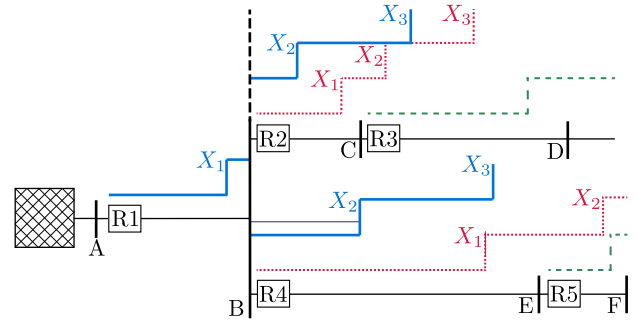 X₃ X₃
X₂ X₂
X₁
R2 R3
C D
X₁ X₃
X₂
R1 X₂
A X₁
R4 R5
B E F